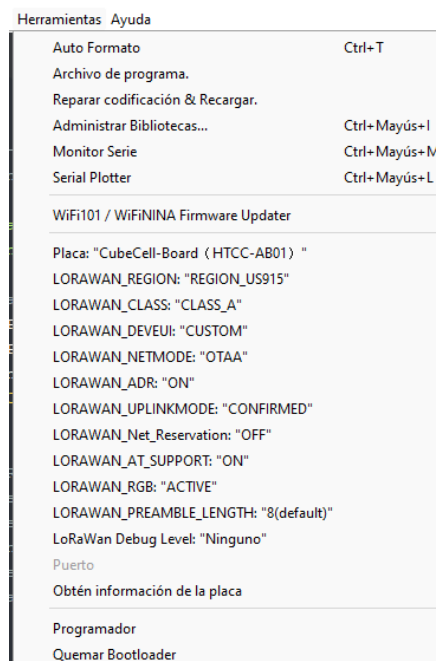 Herramientas Ayuda
Auto Formato Ctrl+T
Archivo de programa.
Reparar codificación & Recargar.
Administrar Bibliotecas... Ctrl+Mayús+I
Monitor Serie Ctrl+Mayús+M
Serial Plotter Ctrl+Mayús+L
WiFi101 / WiFiNINA Firmware Updater
Placa: "CubeCell-Board（HTCC-AB01）"
LORAWAN_REGION: "REGION_US915"
LORAWAN_CLASS: "CLASS_A"
LORAWAN_DEVEUI: "CUSTOM"
LORAWAN_NETMODE: "OTAA"
LORAWAN_ADR: "ON"
LORAWAN_UPLINKMODE: "CONFIRMED"
LORAWAN_Net_Reservation: "OFF"
LORAWAN_AT_SUPPORT: "ON"
LORAWAN_RGB: "ACTIVE"
LORAWAN_PREAMBLE_LENGTH: "8(default)"
LoRaWan Debug Level: "Ninguno"
Puerto
Obtén información de la placa
Programador
Quemar Bootloader